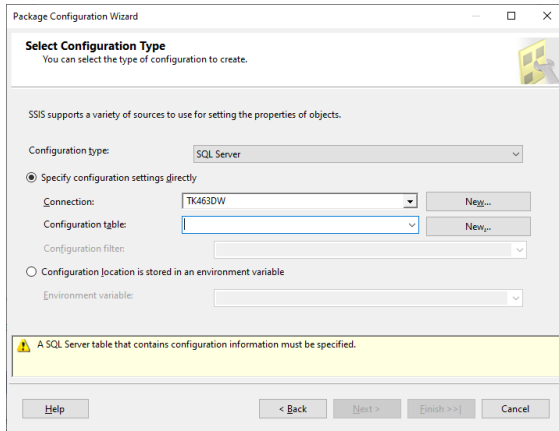 Package Configuration Wizard
Select Configuration Type
You can select the type of configuration to create.
SSIS supports a variety of sources to use for setting the properties of objects.
Configuration type:
SQL Server
Specify configuration settings directly
Connection:
TK463DW
New...
Configuration table:
New...
Configuration filter:
Configuration location is stored in an environment variable
Environment variable:
A SQL Server table that contains configuration information must be specified.
Help
< Back
Next >
Finish >>|
Cancel